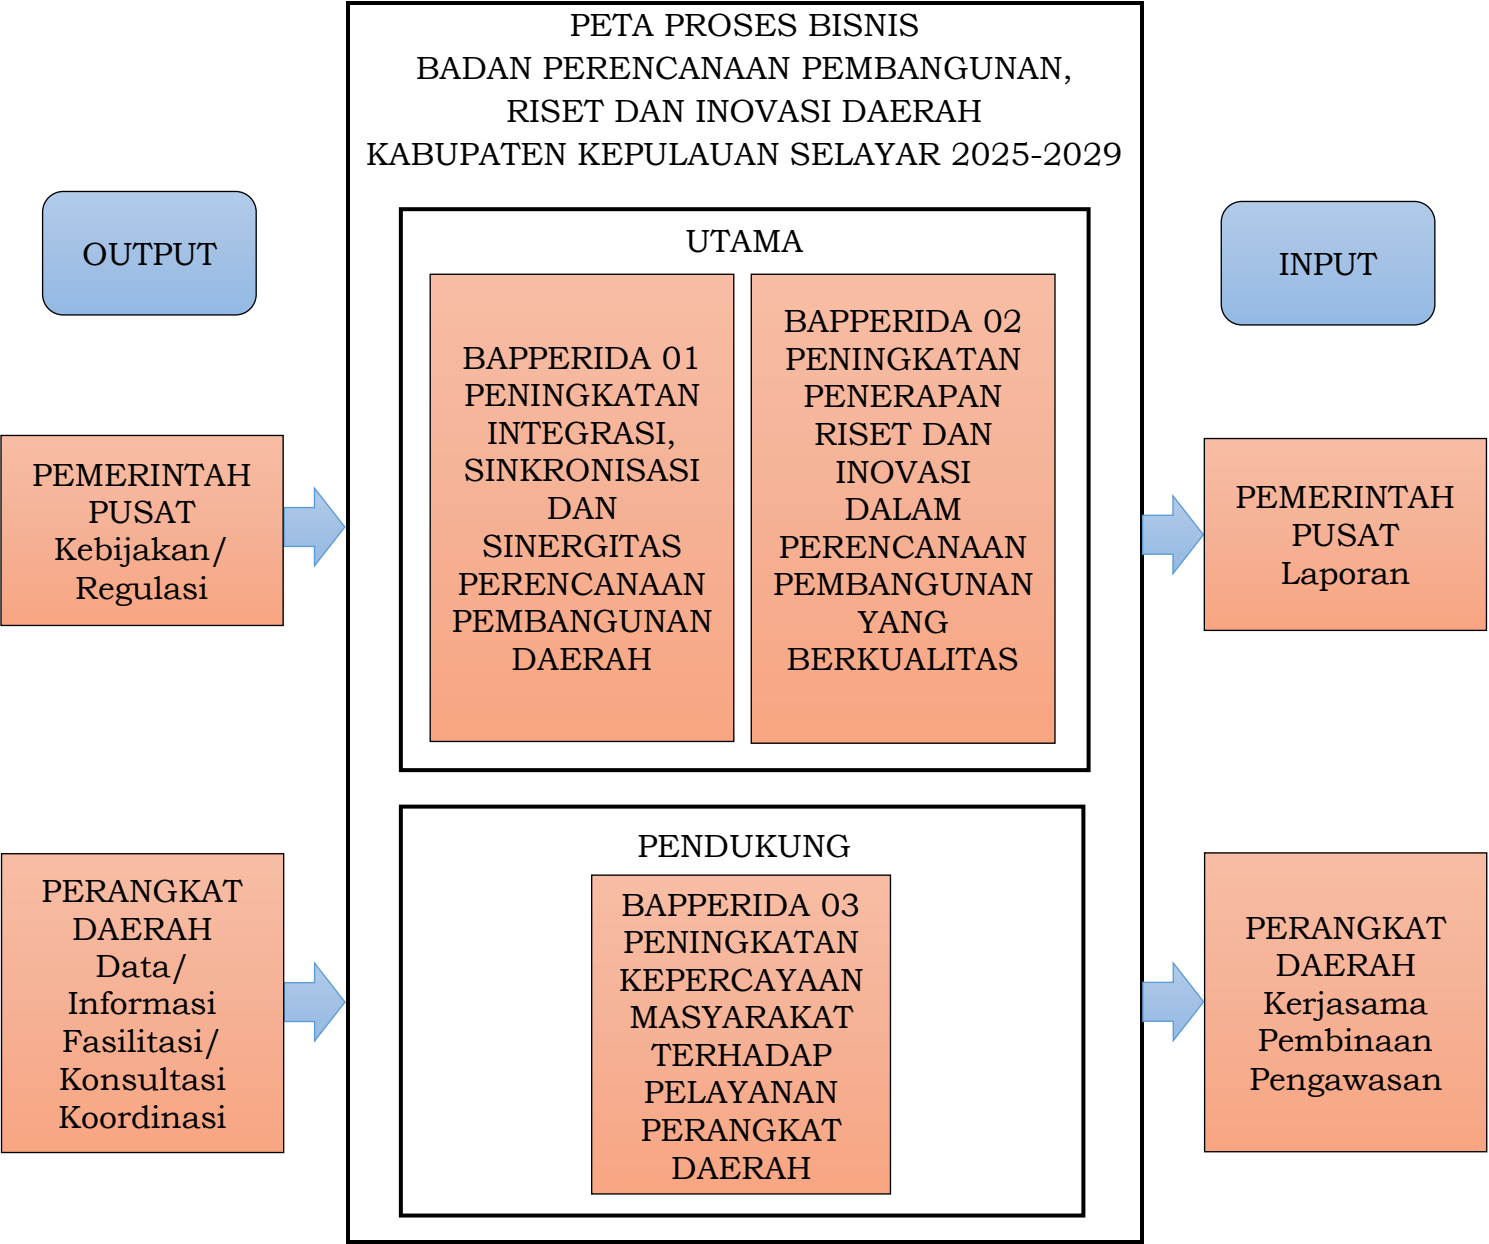 PETA PROSES BISNIS
BADAN PERENCANAAN PEMBANGUNAN,
RISET DAN INOVASI DAERAH
KABUPATEN KEPULAUAN SELAYAR 2025-2029
OUTPUT
PEMERINTAH
PUSAT
Kebijakan/
Regulasi
PERANGKAT
DAERAH
Data/
Informasi
Fasilitasi/
Konsultasi
Koordinasi
UTAMA
BAPPERIDA 01
PENINGKATAN
INTEGRASI,
SINKRONISASI
DAN
SINERGITAS
PERENCANAAN
PEMBANGUNAN
DAERAH
BAPPERIDA 02
PENINGKATAN
PENERAPAN
RISET DAN
INOVASI
DALAM
PERENCANAAN
PEMBANGUNAN
YANG
BERKUALITAS
PENDUKUNG
BAPPERIDA 03
PENINGKATAN
KEPERCAYAAN
MASYARAKAT
TERHADAP
PELAYANAN
PERANGKAT
DAERAH
INPUT
PEMERINTAH
PUSAT
Laporan
PERANGKAT
DAERAH
Kerjasama
Pembinaan
Pengawasan